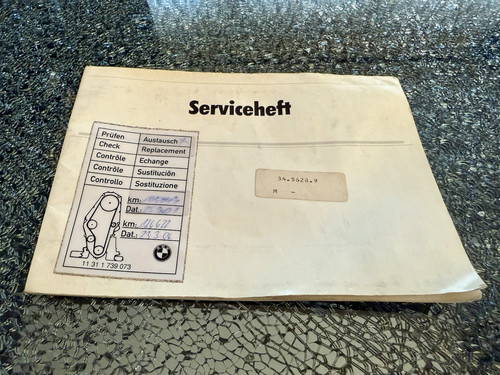 Serviceheft
Prüfen Austausch
Check Replacement
Contrôle Echange
Contrôle Sustitución
Controllo Sostituzione
km:
Dat.:
km:
Dat.:
11 31 1 739 073
M -